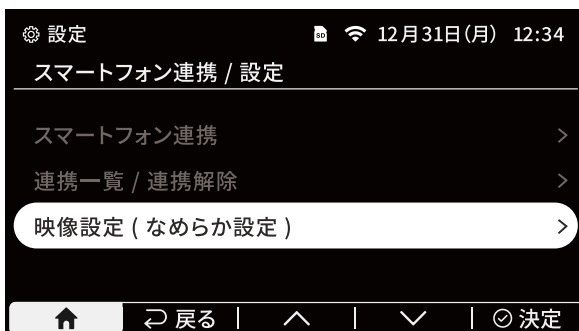 設定 SD 12月31日(月) 12:34
スマートフォン連携 / 設定
スマートフォン連携
連携一覧 / 連携解除
映像設定 ( なめらか設定 )
戻る 決定